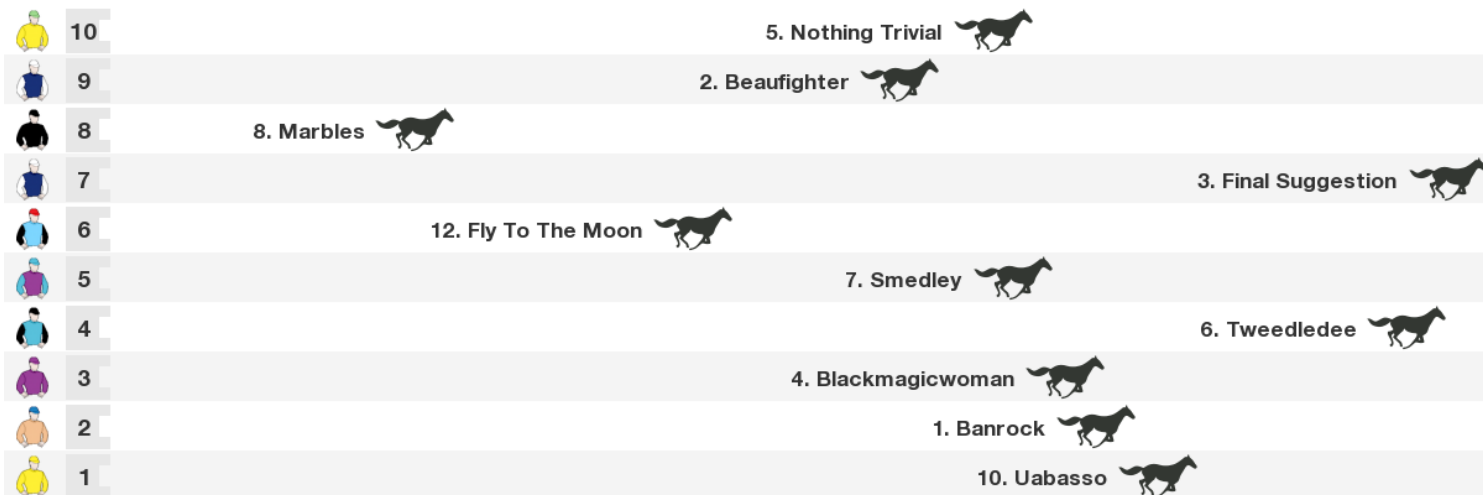 10 5. Nothing Trivial
9 2. Beaufighter
8 8. Marbles
7 3. Final Suggestion
6 12. Fly To The Moon
5 7. Smedley
4 6. Tweedledee
3 4. Blackmagicwoman
2 1. Banrock
1 10. Uabasso